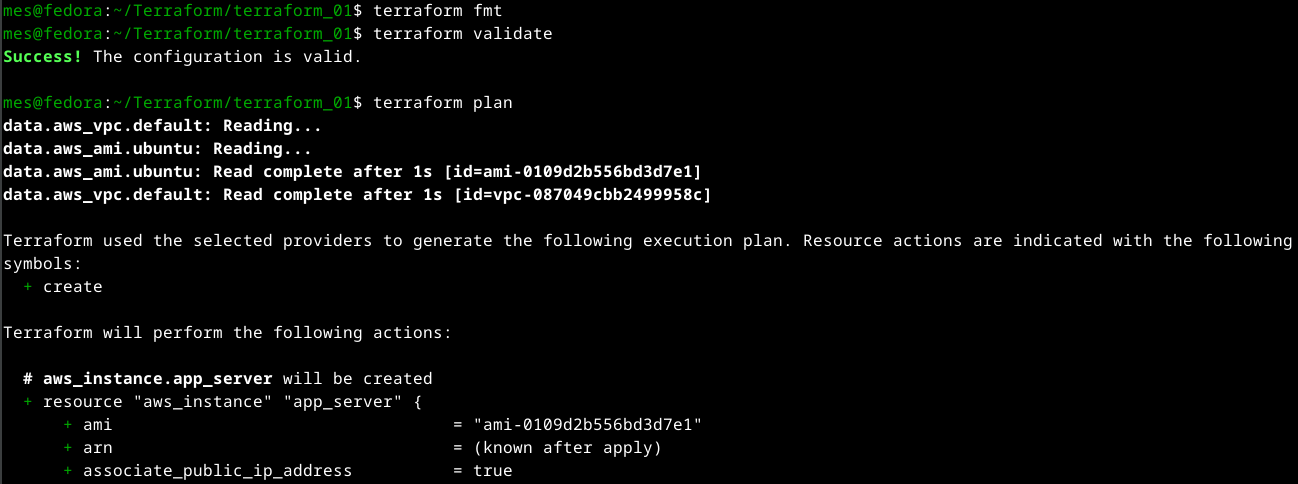 mes@fedora:~/Terraform/terraform_01$ terraform fmt
mes@fedora:~/Terraform/terraform_01$ terraform validate
Success! The configuration is valid.
mes@fedora:~/Terraform/terraform_01$ terraform plan
data.aws_vpc.default: Reading...
data.aws_ami.ubuntu: Reading...
data.aws_ami.ubuntu: Read complete after 1s [id=ami-0109d2b556bd3d7e1]
data.aws_vpc.default: Read complete after 1s [id=vpc-087049cbb2499958c]
Terraform used the selected providers to generate the following execution plan. Resource actions are indicated with the following
symbols:
  + create
Terraform will perform the following actions:
  # aws_instance.app_server will be created
  + resource "aws_instance" "app_server" {
      + ami                                  = "ami-0109d2b556bd3d7e1"
      + arn                                  = (known after apply)
      + associate_public_ip_address          = true